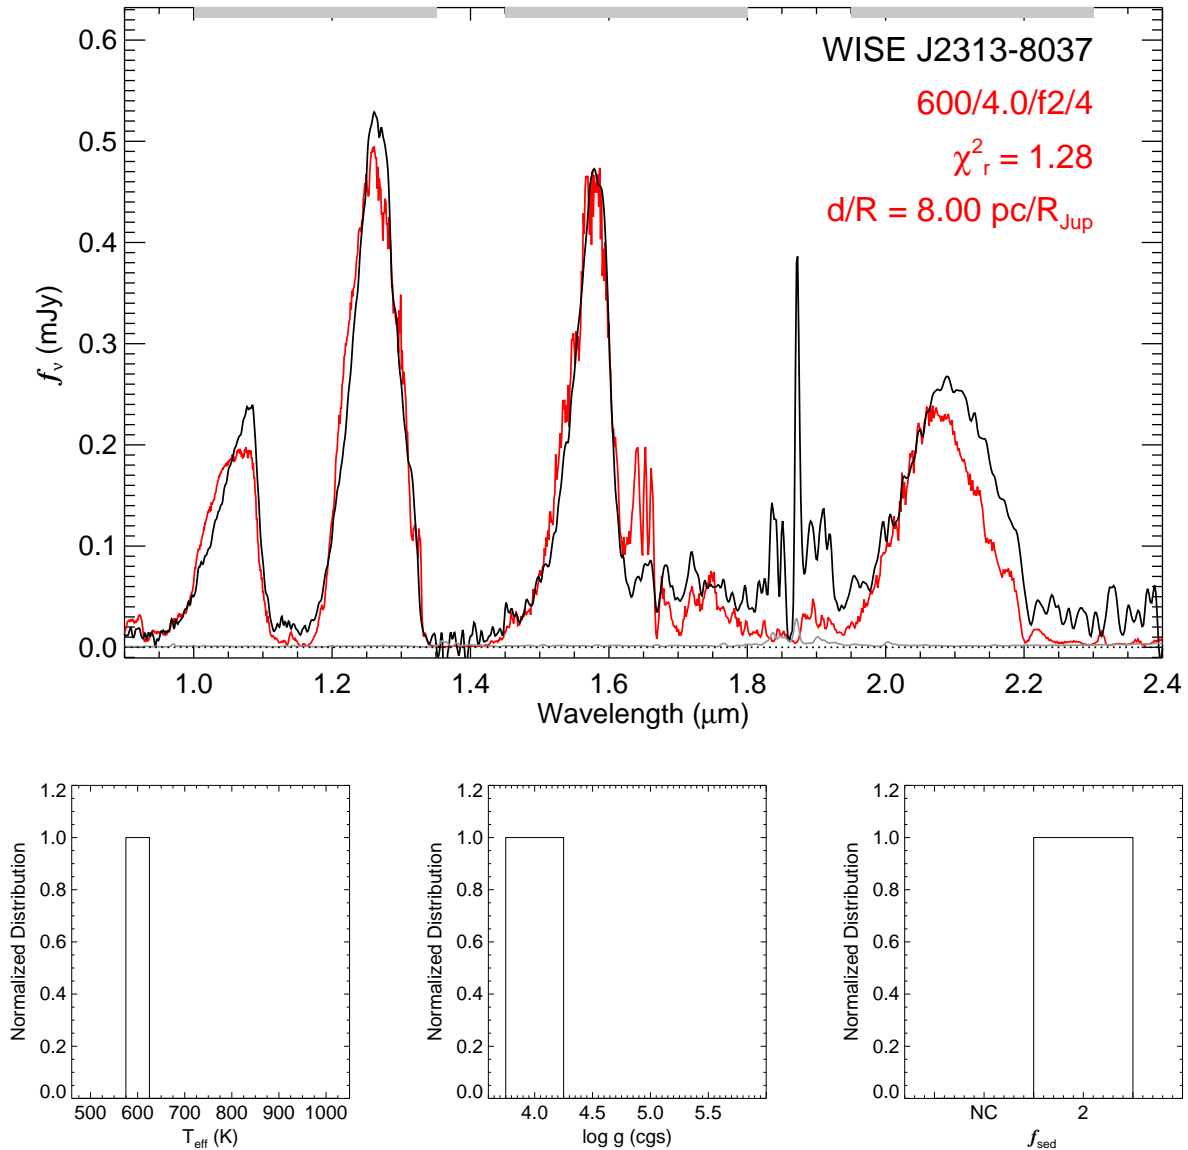 WISE J2313-8037
600/4.0/f2/4
χ²ᵣ = 1.28
d/R = 8.00 pc/R_Jup
0.6
0.5
0.4
0.3
0.2
0.1
0.0
f_ν (mJy)
1.0 1.2 1.4 1.6 1.8 2.0 2.2 2.4
Wavelength (μm)
1.2
1.0
0.8
0.6
0.4
0.2
0.0
Normalized Distribution
500 600 700 800 900 1000
T_eff (K)
1.2
1.0
0.8
0.6
0.4
0.2
0.0
Normalized Distribution
4.0 4.5 5.0 5.5
log g (cgs)
1.2
1.0
0.8
0.6
0.4
0.2
0.0
Normalized Distribution
NC 2
f_sed